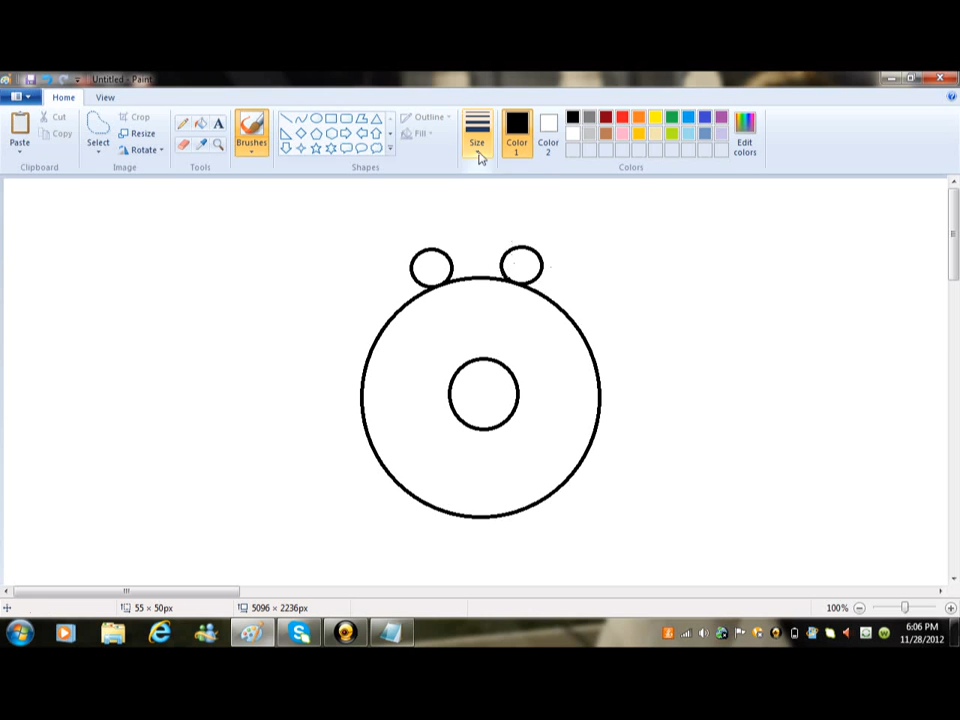 Untitled - Paint
Home View
Paste
Cut
Copy
Clipboard
Select
Crop
Resize
Rotate
Image
A
Tools
Brushes
Shapes
Outline
Fill
Size
Color
1
Color
2
Edit
colors
Colors
55 × 50px
5096 × 2236px
100%
6:06 PM
11/28/2012